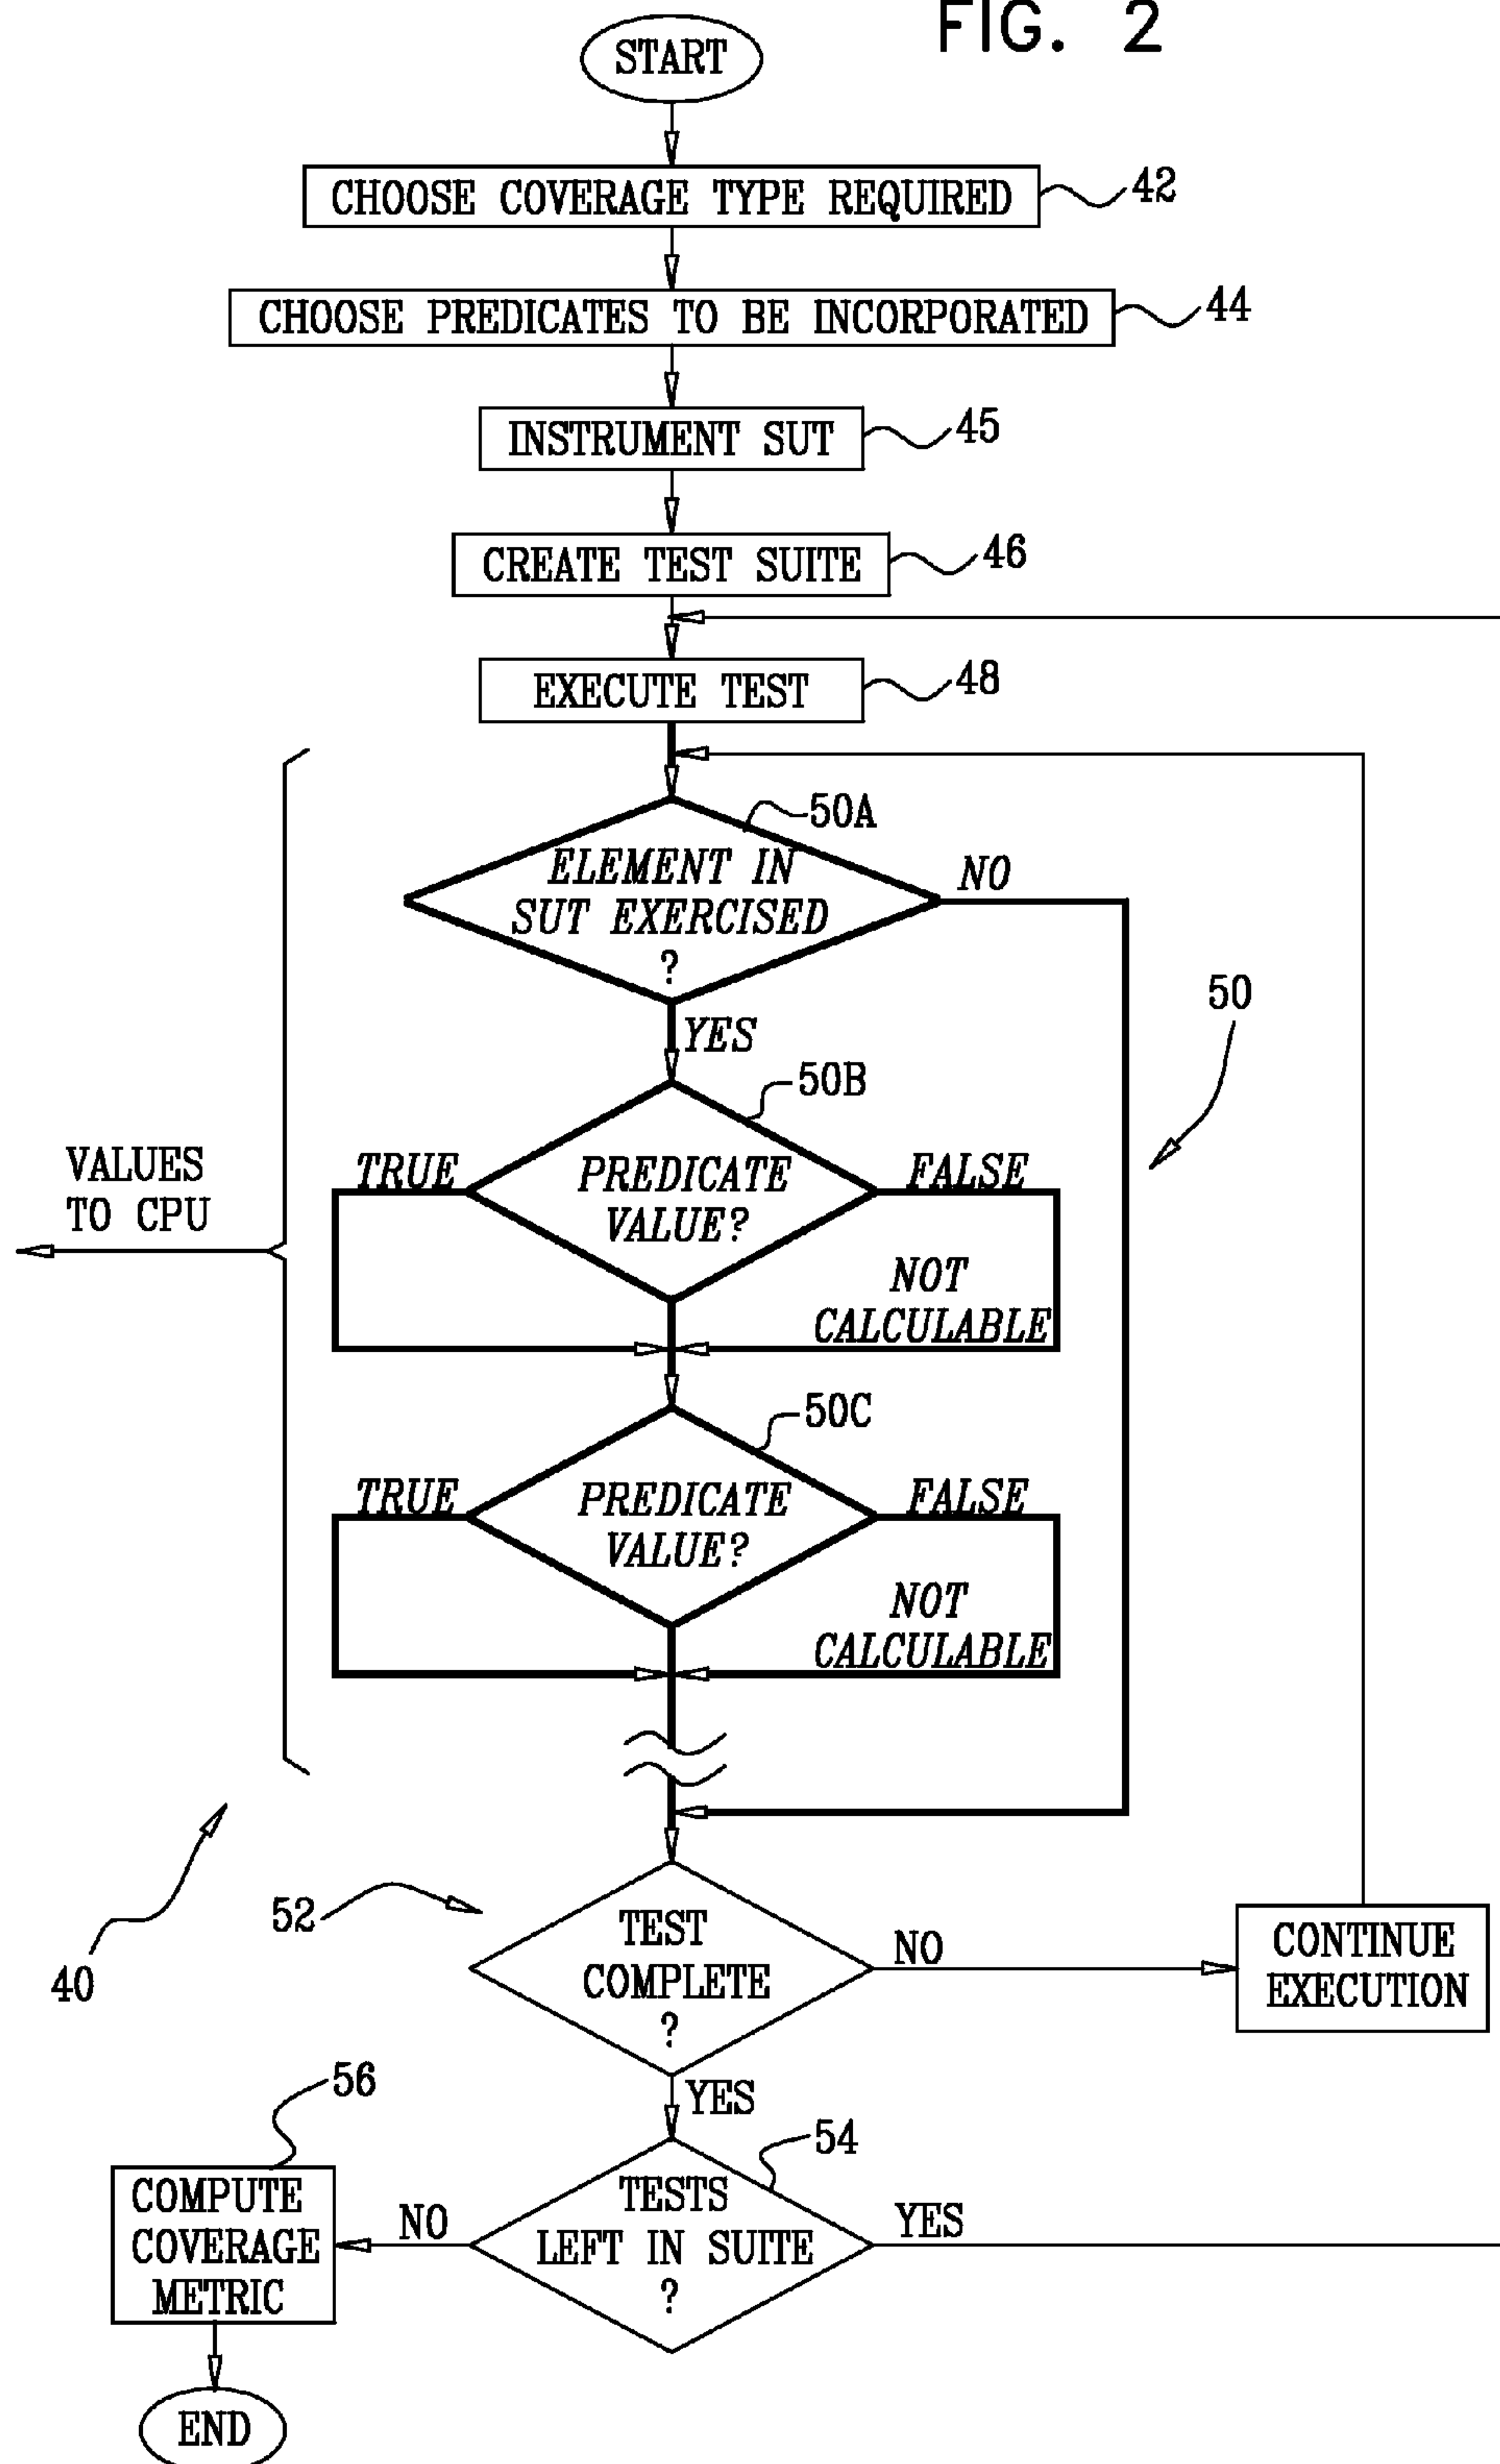 FIG. 2
START
CHOOSE COVERAGE TYPE REQUIRED
42
CHOOSE PREDICATES TO BE INCORPORATED
44
INSTRUMENT SUT
45
CREATE TEST SUITE
46
EXECUTE TEST
48
50A
ELEMENT IN
SUT EXERCISED
?
NO
YES
50
50B
VALUES
TO CPU
TRUE
PREDICATE
VALUE?
FALSE
NOT
CALCULABLE
50C
TRUE
PREDICATE
VALUE?
FALSE
NOT
CALCULABLE
52
40
TEST
COMPLETE
?
NO
CONTINUE
EXECUTION
YES
56
54
COMPUTE
COVERAGE
METRIC
NO
TESTS
LEFT IN SUITE
?
YES
END